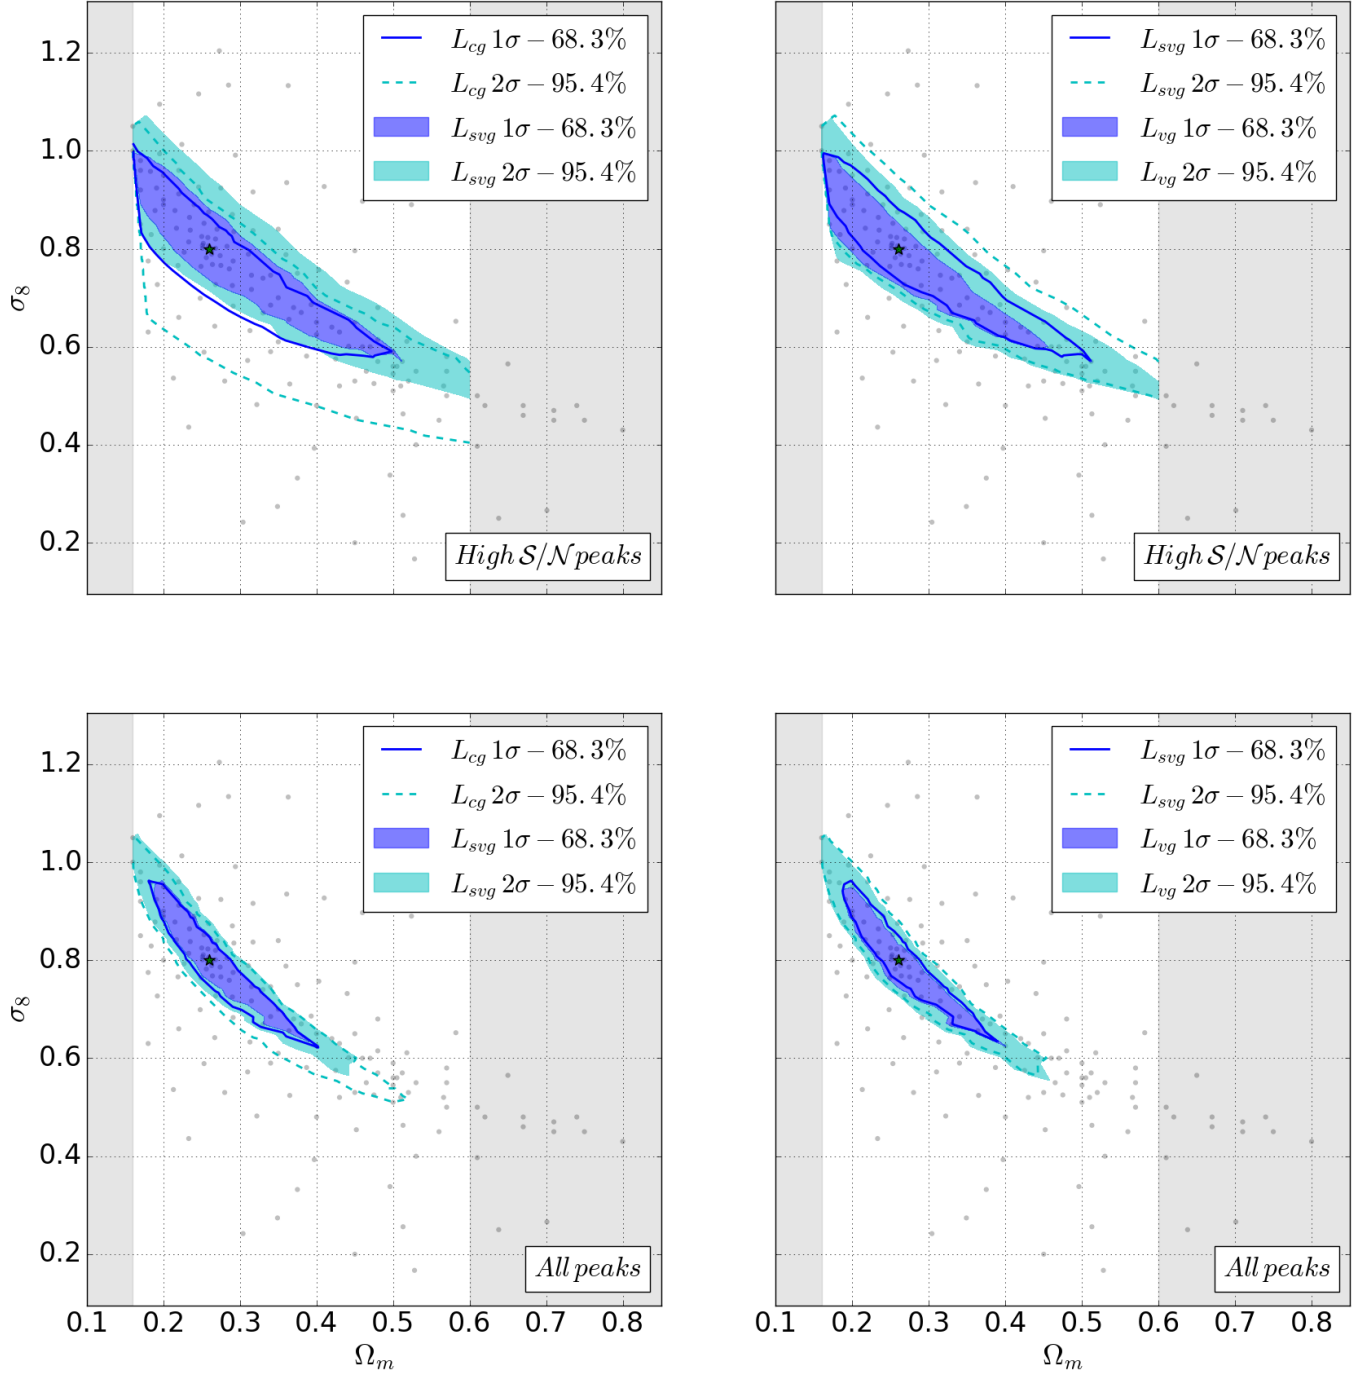 1.2
1.0
0.8
0.6
0.4
0.2
σ₈
L_cg 1σ − 68.3%
L_cg 2σ − 95.4%
L_svg 1σ − 68.3%
L_svg 2σ − 95.4%
High S/N peaks
L_svg 1σ − 68.3%
L_svg 2σ − 95.4%
L_vg 1σ − 68.3%
L_vg 2σ − 95.4%
High S/N peaks
1.2
1.0
0.8
0.6
0.4
0.2
σ₈
L_cg 1σ − 68.3%
L_cg 2σ − 95.4%
L_svg 1σ − 68.3%
L_svg 2σ − 95.4%
All peaks
0.1 0.2 0.3 0.4 0.5 0.6 0.7 0.8
Ω_m
L_svg 1σ − 68.3%
L_svg 2σ − 95.4%
L_vg 1σ − 68.3%
L_vg 2σ − 95.4%
All peaks
0.1 0.2 0.3 0.4 0.5 0.6 0.7 0.8
Ω_m